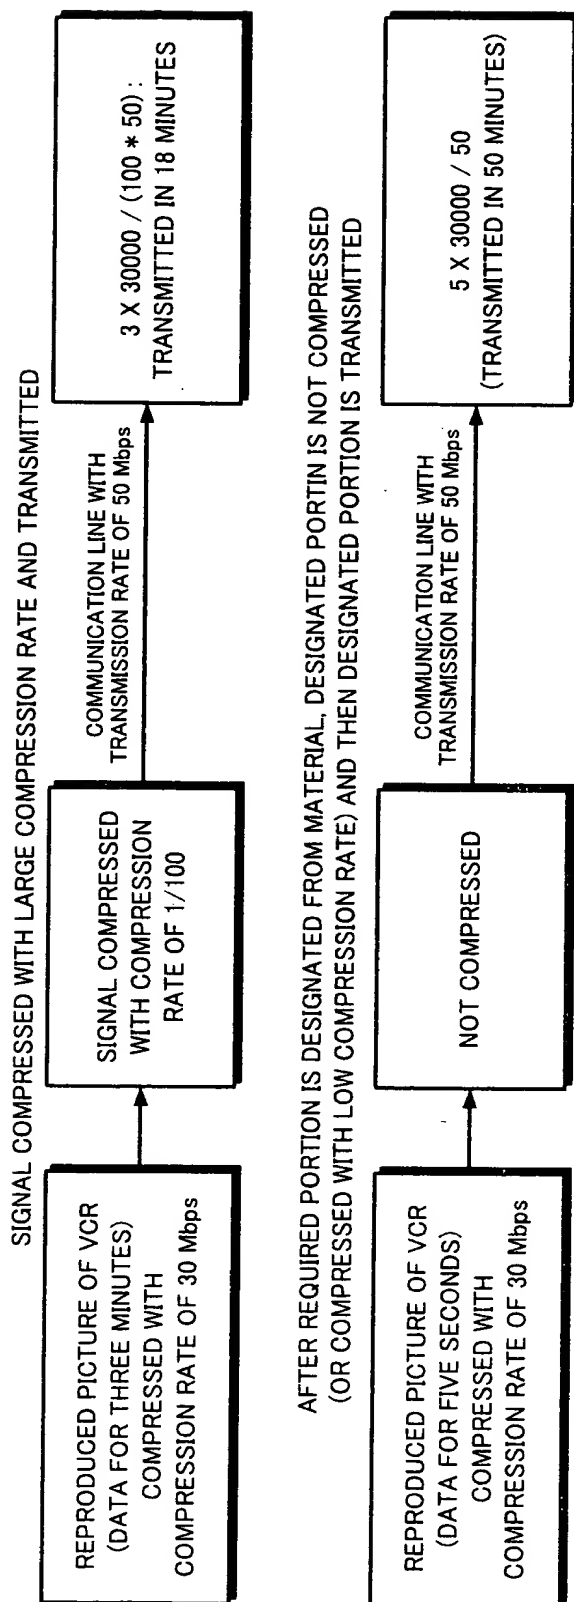 SIGNAL COMPRESSED WITH LARGE COMPRESSION RATE AND TRANSMITTED
REPRODUCED PICTURE OF VCR
(DATA FOR THREE MINUTES)
COMPRESSED WITH
COMPRESSION RATE OF 30 Mbps
SIGNAL COMPRESSED
WITH COMPRESSION
RATE OF 1/100
COMMUNICATION LINE WITH
TRANSMISSION RATE OF 50 Mbps
3 X 30000 / (100 * 50) :
TRANSMITTED IN 18 MINUTES
AFTER REQUIRED PORTION IS DESIGNATED FROM MATERIAL, DESIGNATED PORTIN IS NOT COMPRESSED
(OR COMPRESSED WITH LOW COMPRESSION RATE) AND THEN DESIGNATED PORTION IS TRANSMITTED
REPRODUCED PICTURE OF VCR
(DATA FOR FIVE SECONDS)
COMPRESSED WITH
COMPRESSION RATE OF 30 Mbps
NOT COMPRESSED
COMMUNICATION LINE WITH
TRANSMISSION RATE OF 50 Mbps
5 X 30000 / 50
(TRANSMITTED IN 50 MINUTES)